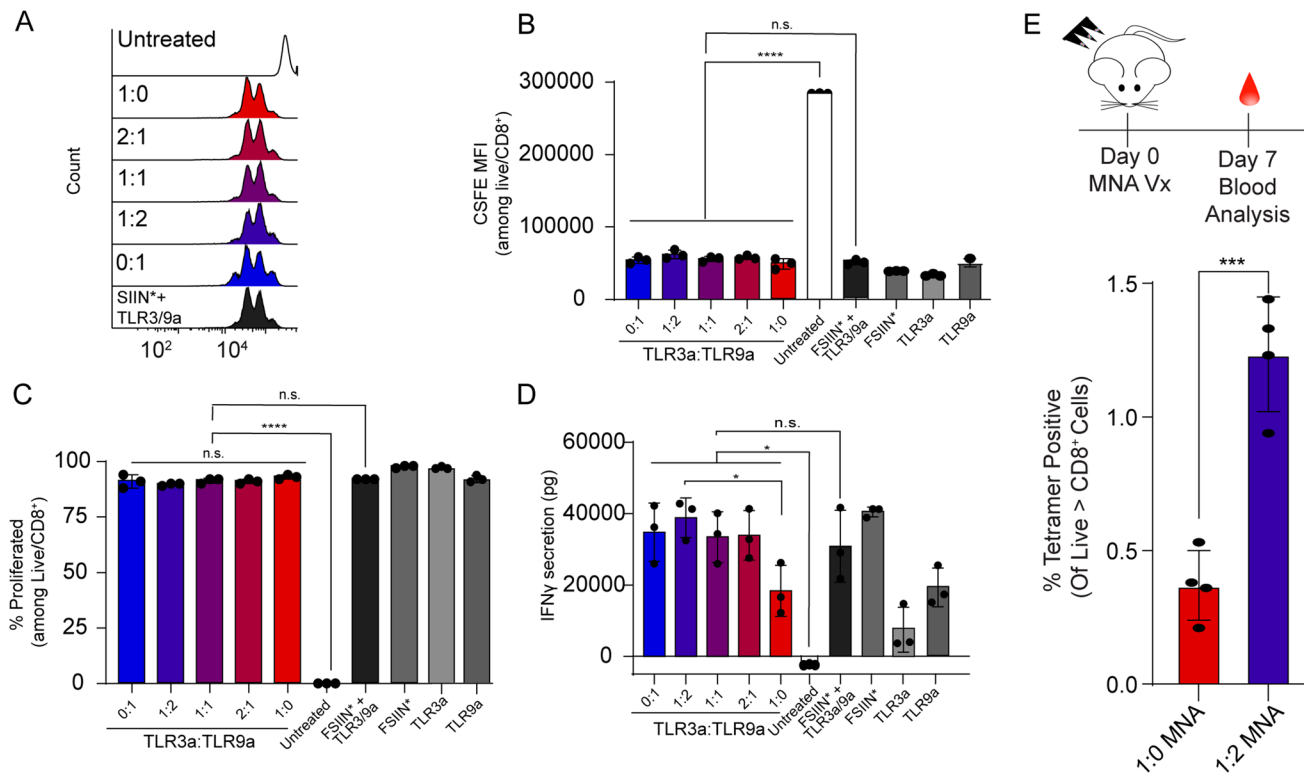 A
Untreated
1:0
2:1
1:1
1:2
0:1
SIIN*+
TLR3/9a
Count
10²
10⁴
B
n.s.
****
CSFE MFI
(among live/CD8⁺)
300000
200000
100000
0
0:1
1:2
1:1
2:1
1:0
Untreated
FSIIN* +
TLR3/9a
FSIIN*
TLR3a
TLR9a
TLR3a:TLR9a
C
n.s.
****
n.s.
% Proliferated
(among Live/CD8⁺)
100
75
50
25
0
0:1
1:2
1:1
2:1
1:0
Untreated
FSIIN* +
TLR3/9a
FSIIN*
TLR3a
TLR9a
TLR3a:TLR9a
D
n.s.
*
*
IFNγ secretion (pg)
60000
40000
20000
0
0:1
1:2
1:1
2:1
1:0
Untreated
FSIIN* +
TLR3a/9a
FSIIN*
TLR3a
TLR9a
TLR3a:TLR9a
E
Day 0
MNA Vx
Day 7
Blood
Analysis
***
% Tetramer Positive
(Of Live > CD8⁺ Cells)
1.5
1.0
0.5
0.0
1:0 MNA
1:2 MNA